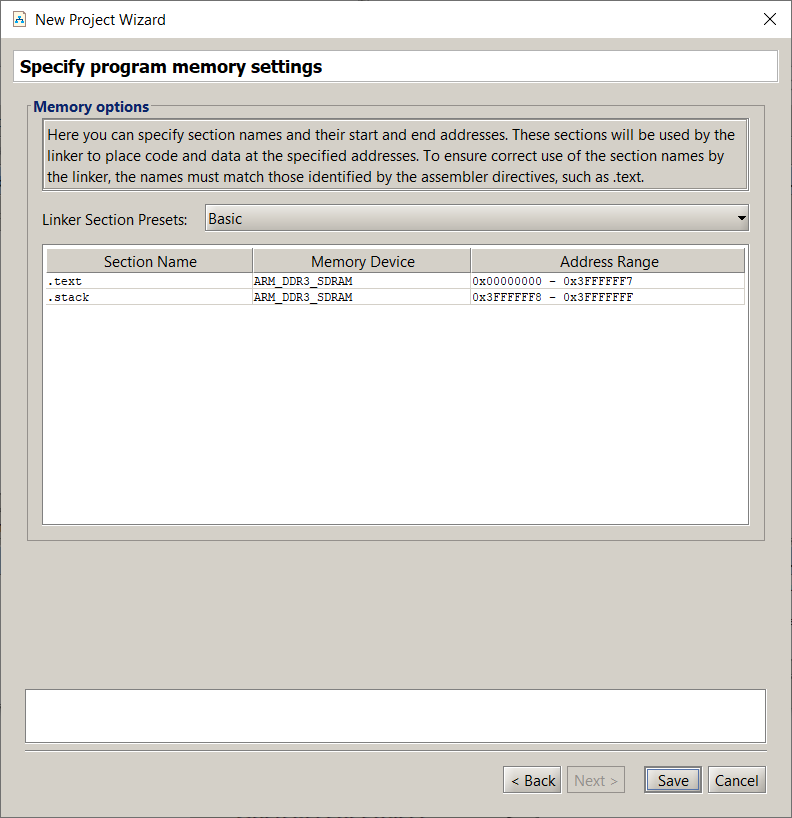 New Project Wizard
Specify program memory settings
Memory options
Here you can specify section names and their start and end addresses. These sections will be used by the
linker to place code and data at the specified addresses. To ensure correct use of the section names by
the linker, the names must match those identified by the assembler directives, such as .text.
Linker Section Presets: Basic
Section Name Memory Device Address Range
.text ARM_DDR3_SDRAM 0x00000000 - 0x3FFFFFF7
.stack ARM_DDR3_SDRAM 0x3FFFFFF8 - 0x3FFFFFFF
< Back Next > Save Cancel